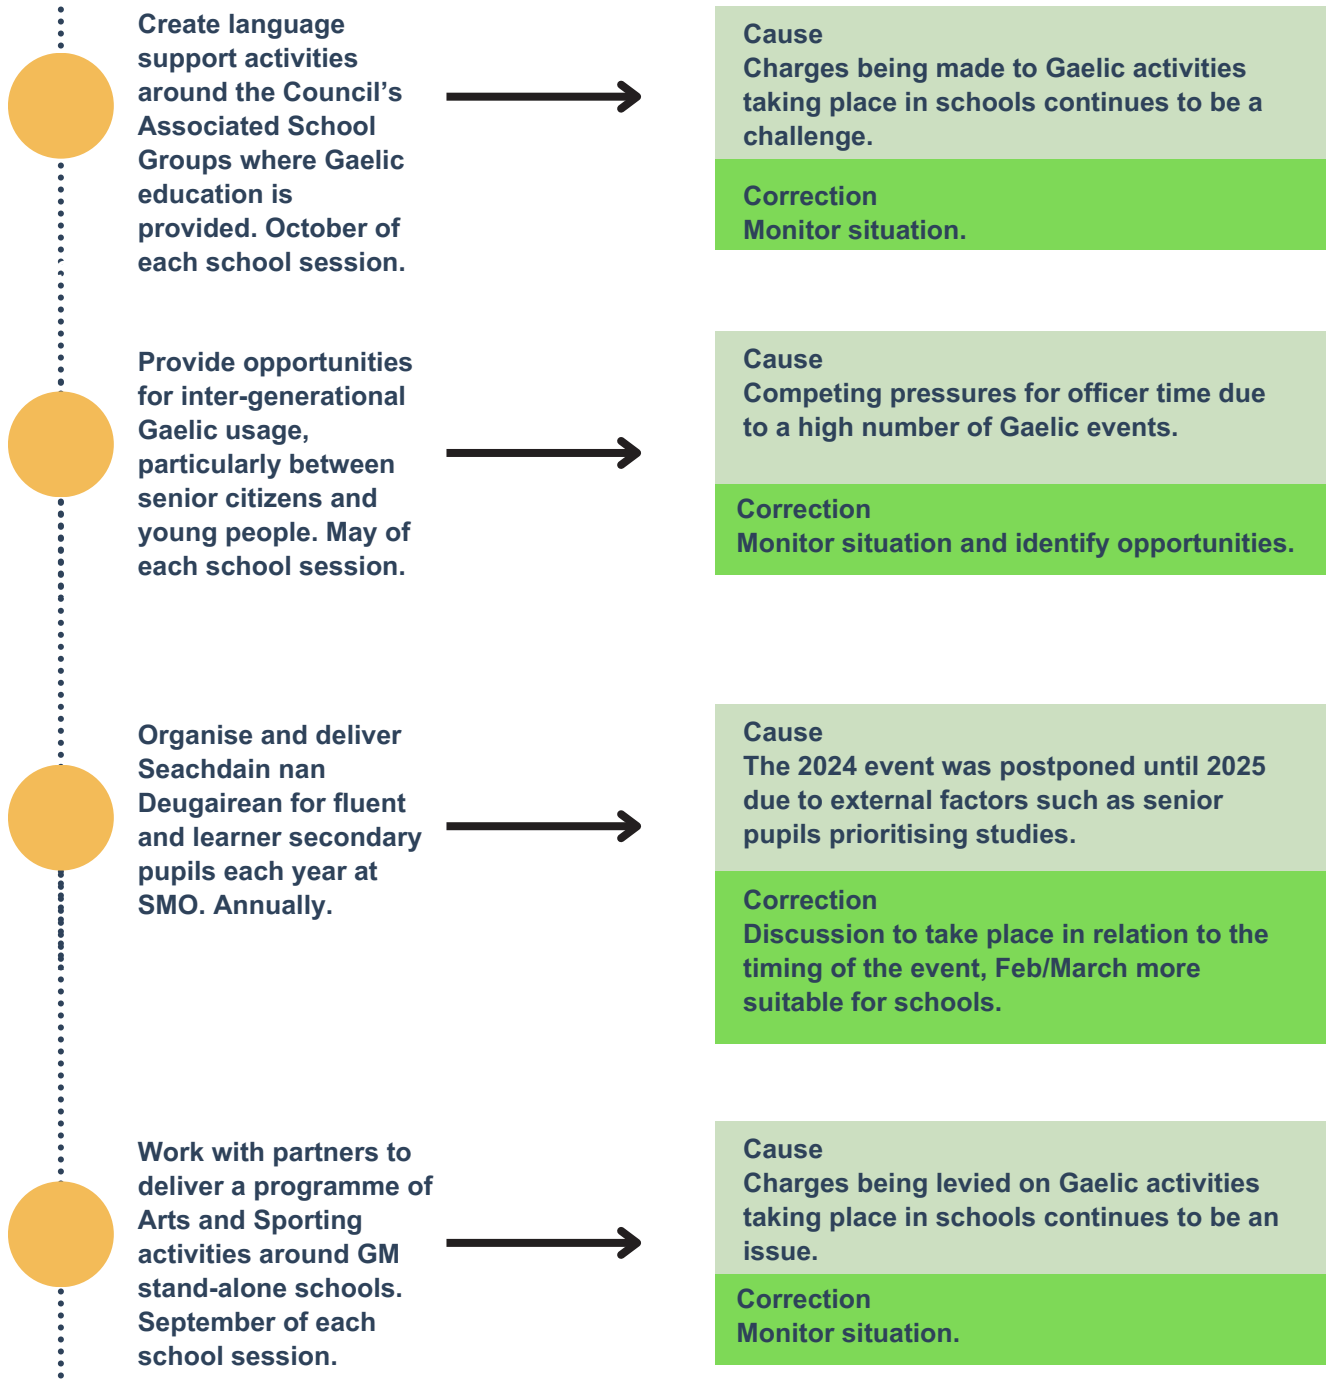 Create language
support activities
around the Council’s
Associated School
Groups where Gaelic
education is
provided. October of
each school session.
Cause
Charges being made to Gaelic activities
taking place in schools continues to be a
challenge.
Correction
Monitor situation.
Provide opportunities
for inter-generational
Gaelic usage,
particularly between
senior citizens and
young people. May of
each school session.
Cause
Competing pressures for officer time due
to a high number of Gaelic events.
Correction
Monitor situation and identify opportunities.
Organise and deliver
Seachdain nan
Deugairean for fluent
and learner secondary
pupils each year at
SMO. Annually.
Cause
The 2024 event was postponed until 2025
due to external factors such as senior
pupils prioritising studies.
Correction
Discussion to take place in relation to the
timing of the event, Feb/March more
suitable for schools.
Work with partners to
deliver a programme of
Arts and Sporting
activities around GM
stand-alone schools.
September of each
school session.
Cause
Charges being levied on Gaelic activities
taking place in schools continues to be an
issue.
Correction
Monitor situation.